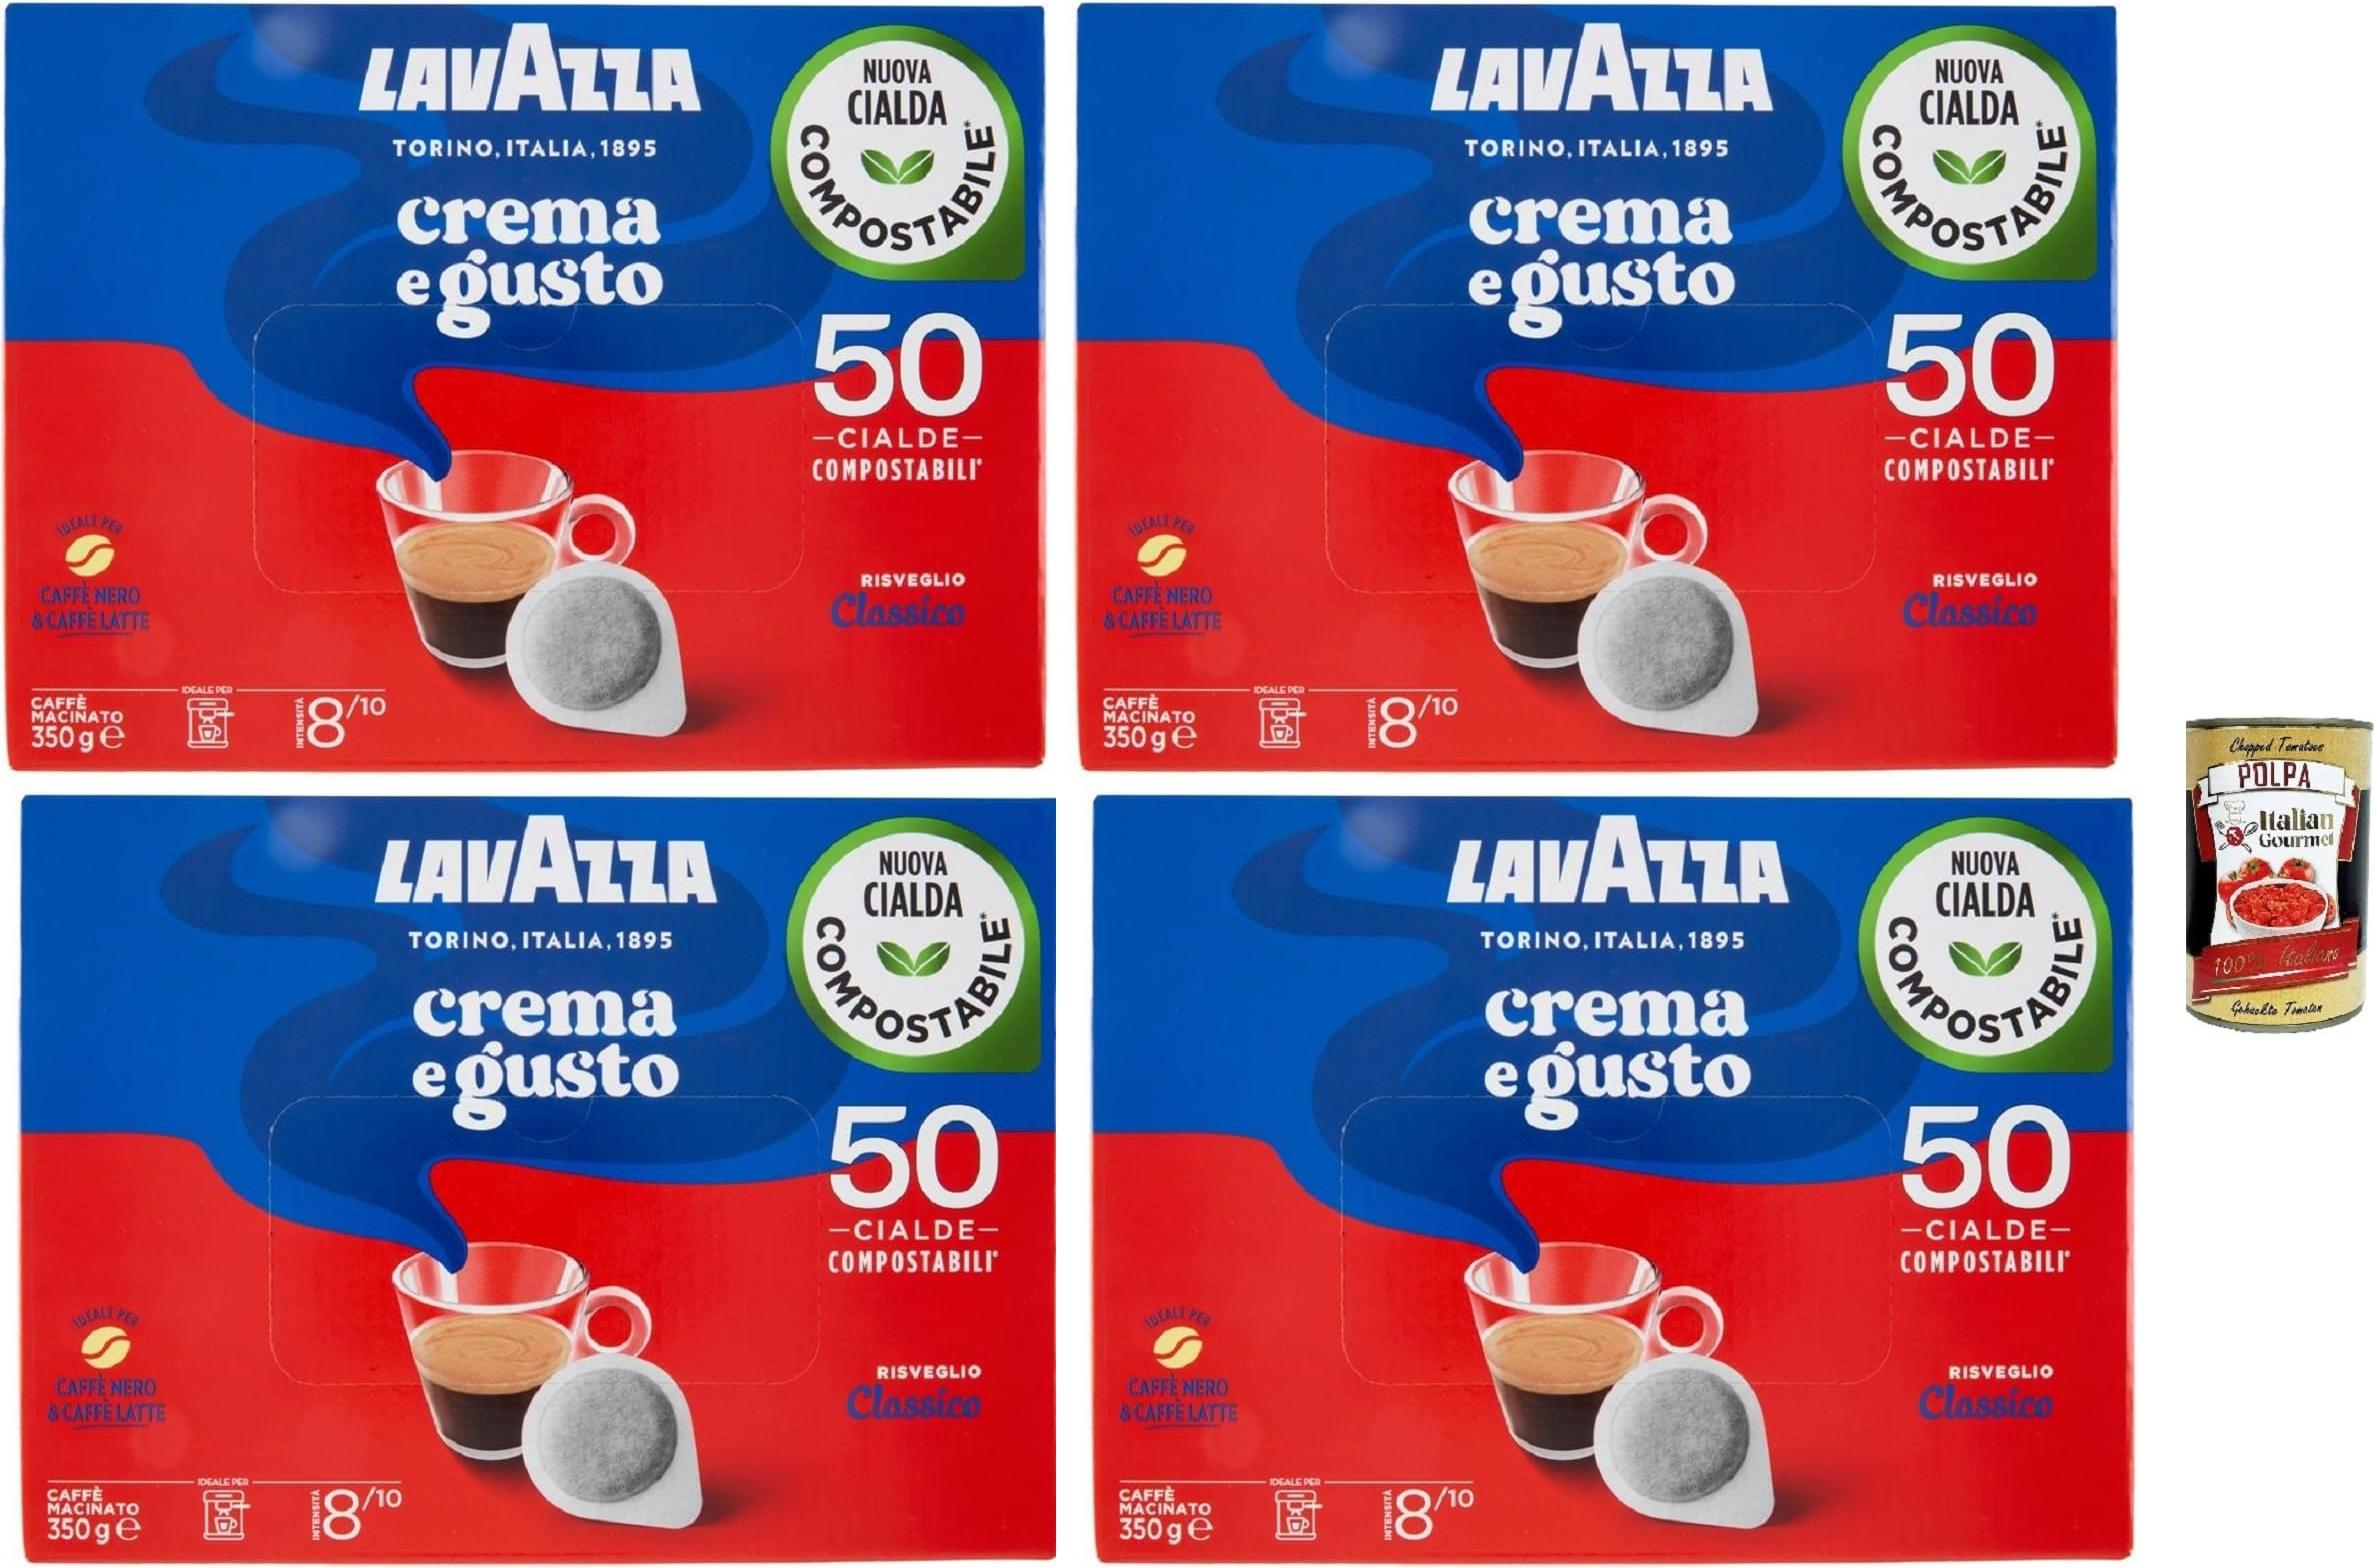 LAVAZZA
TORINO, ITALIA, 1895
crema
e gusto
NUOVA
CIALDA
COMPOSTABILE*
50
CIALDE
COMPOSTABILI*
IDEALE PER
CAFFÈ NERO
& CAFFÈ LATTE
RISVEGLIO
Classico
CAFFÈ
MACINATO
350 g e
IDEALE PER
INTENSITÀ
8/10
LAVAZZA
TORINO, ITALIA, 1895
crema
e gusto
NUOVA
CIALDA
COMPOSTABILE*
50
CIALDE
COMPOSTABILI*
IDEALE PER
CAFFÈ NERO
& CAFFÈ LATTE
RISVEGLIO
Classico
CAFFÈ
MACINATO
350 g e
IDEALE PER
INTENSITÀ
8/10
LAVAZZA
TORINO, ITALIA, 1895
crema
e gusto
NUOVA
CIALDA
COMPOSTABILE*
50
CIALDE
COMPOSTABILI*
IDEALE PER
CAFFÈ NERO
& CAFFÈ LATTE
RISVEGLIO
Classico
CAFFÈ
MACINATO
350 g e
IDEALE PER
INTENSITÀ
8/10
LAVAZZA
TORINO, ITALIA, 1895
crema
e gusto
NUOVA
CIALDA
COMPOSTABILE*
50
CIALDE
COMPOSTABILI*
IDEALE PER
CAFFÈ NERO
& CAFFÈ LATTE
RISVEGLIO
Classico
CAFFÈ
MACINATO
350 g e
IDEALE PER
INTENSITÀ
8/10
Chopped Tomatoes
POLPA
Italian
Gourmet
100% Italiano
Gehackte Tomaten